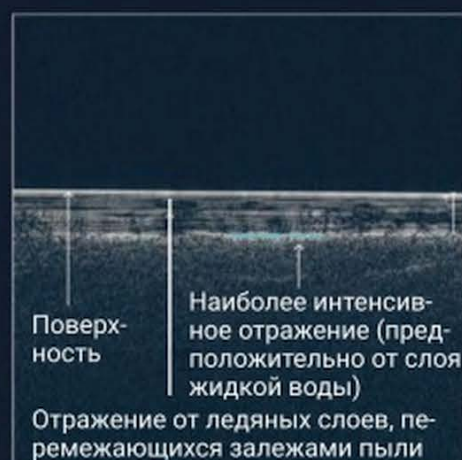 Поверх-
ность
Наиболее интенсив-
ное отражение (пред-
положительно от слоя
жидкой воды)
Отражение от ледяных слоев, пе-
ремежающихся залежами пыли